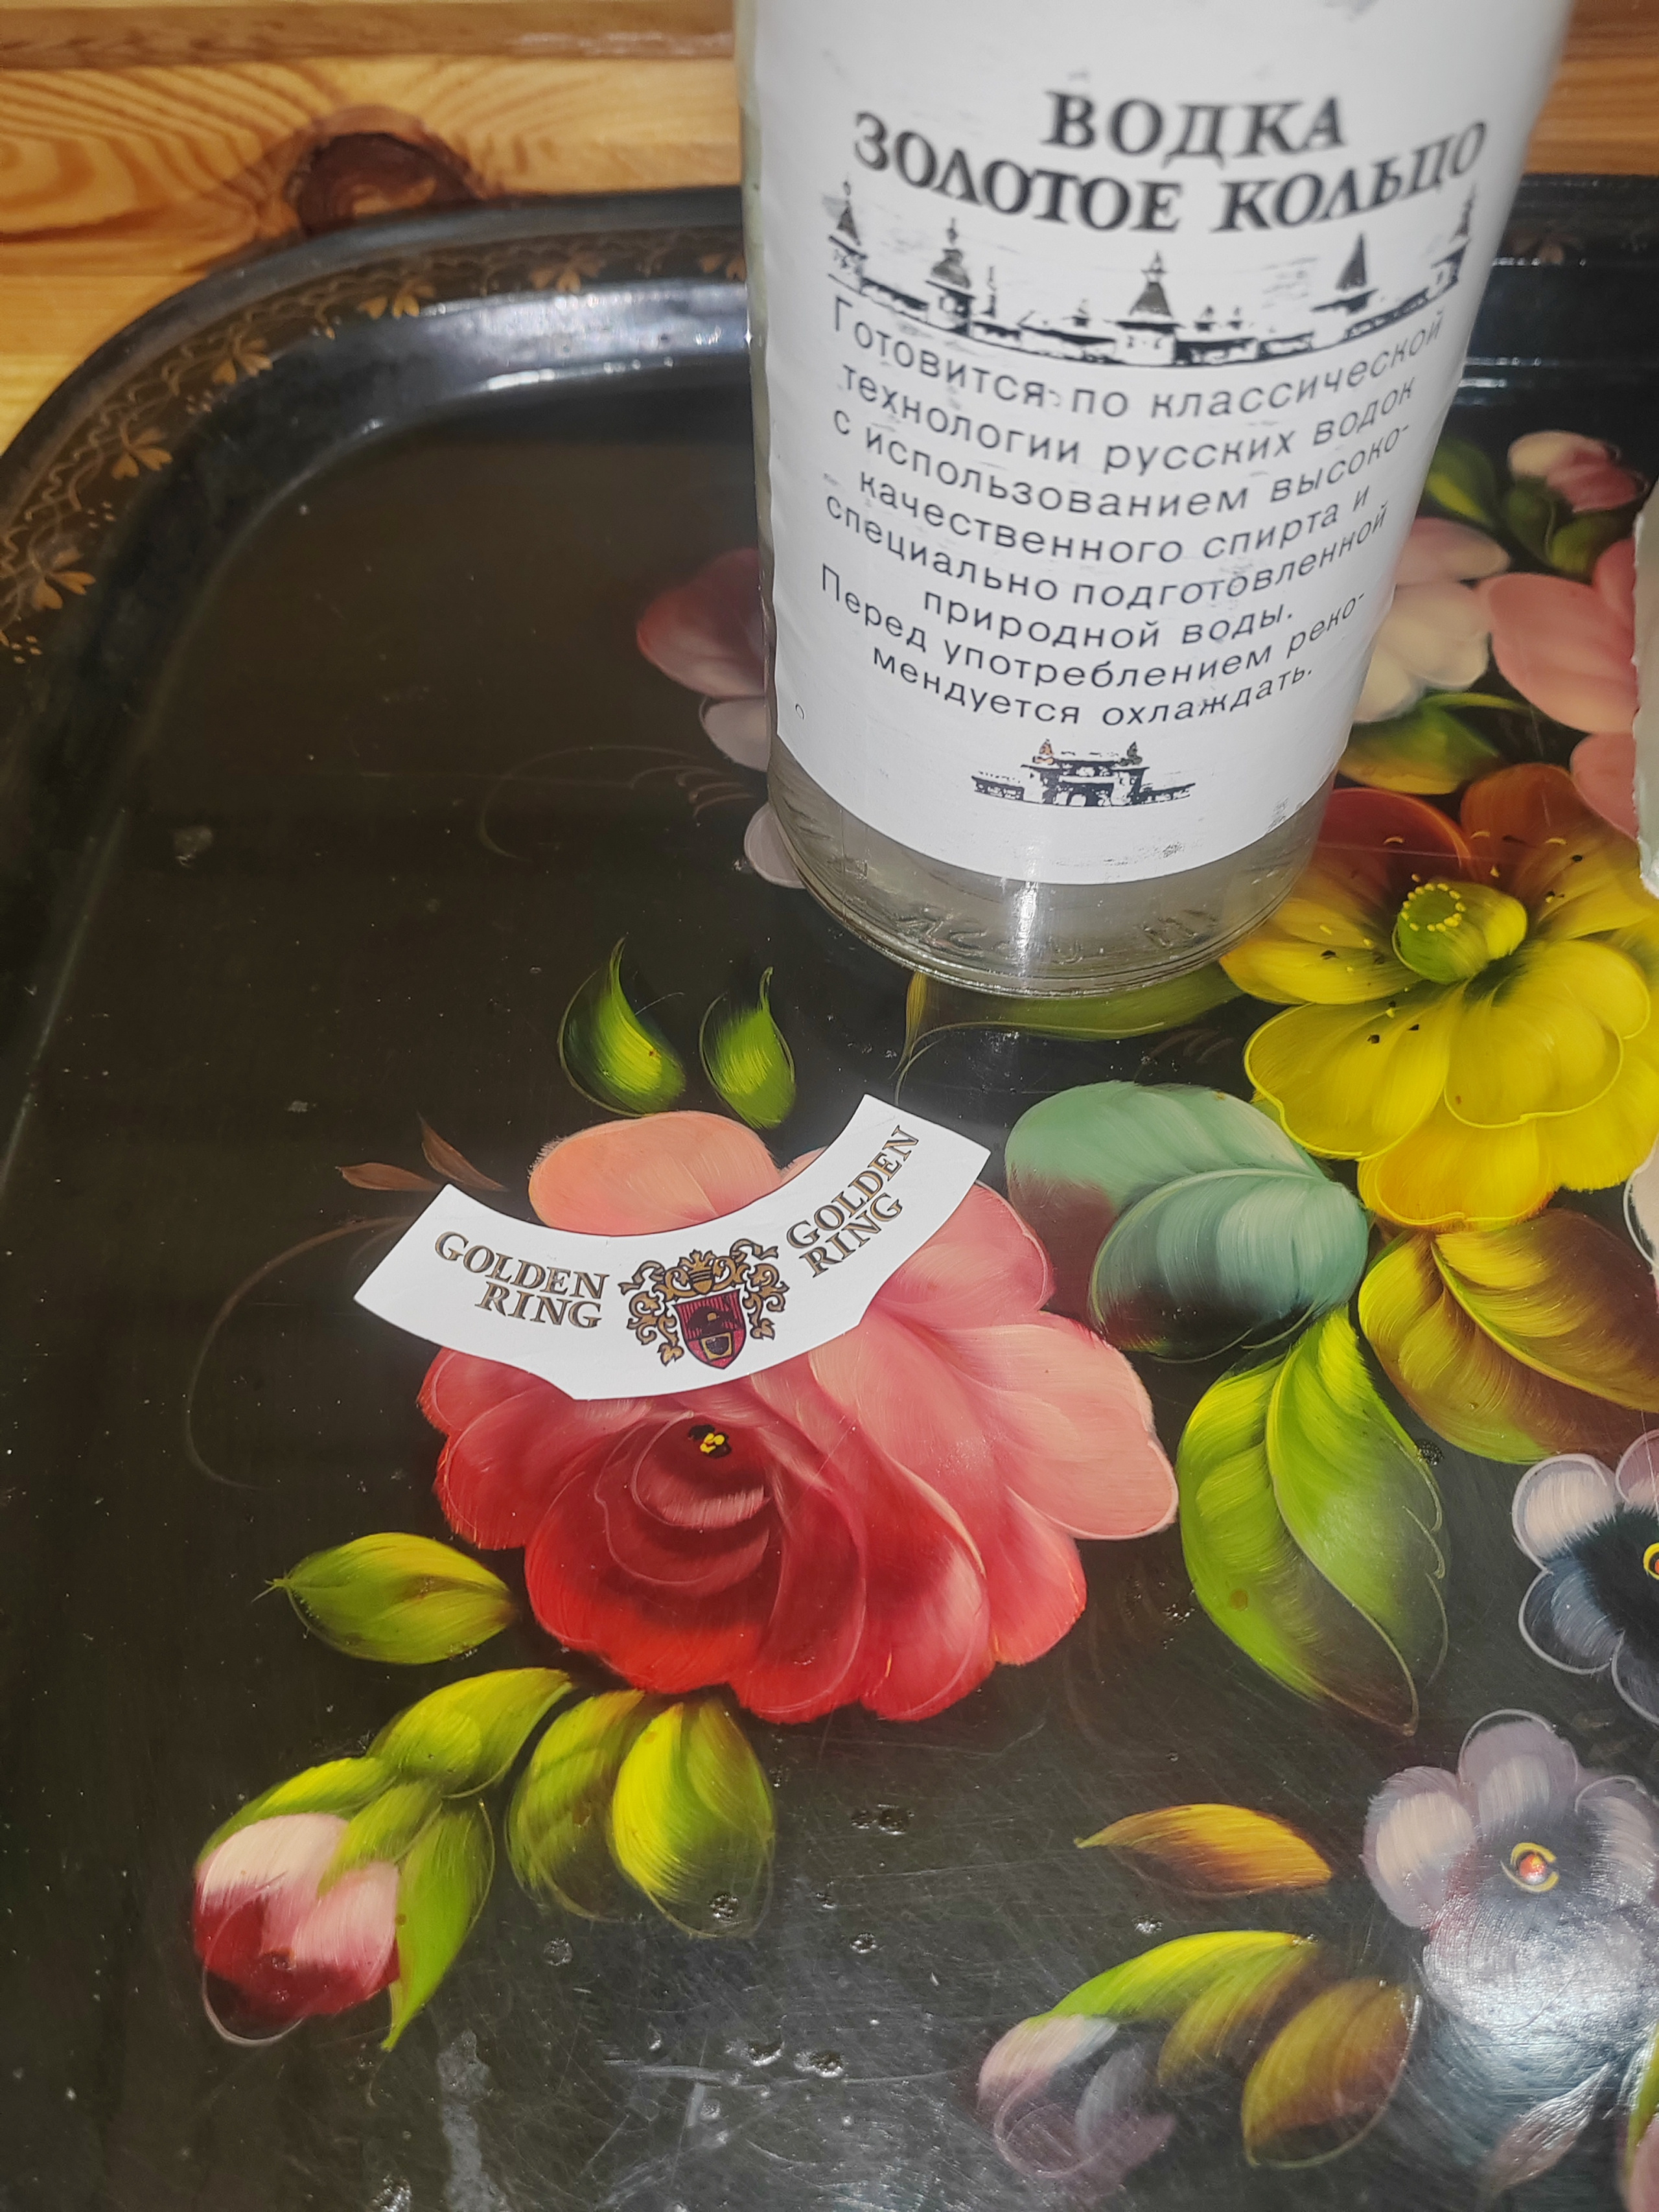 ВОДКА
ЗОЛОТОЕ КОЛЬЦО
Готовится по классической
технологии русских водок
с использованием высоко-
качественного спирта и
специально подготовленной
природной воды.
Перед употреблением реко-
мендуется охлаждать.
GOLDEN
RING
GOLDEN
RING